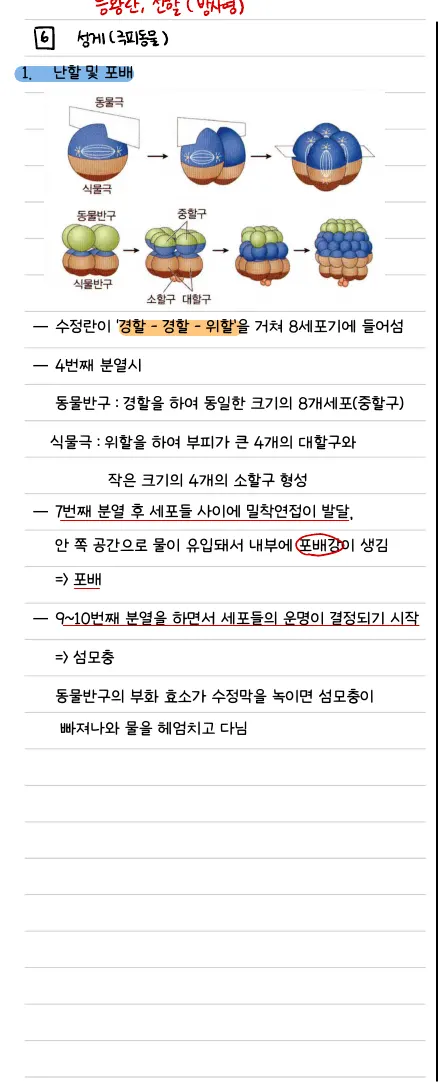 등황란, 전할 (방사형)
6 성게 (극피동물)
1. 난할 및 포배
동물극
식물극
동물반구
중할구
식물반구
소할구 대할구
– 수정란이 '경할 - 경할 - 위할'을 거쳐 8세포기에 들어섬
– 4번째 분열시
동물반구 : 경할을 하여 동일한 크기의 8개세포(중할구)
식물극 : 위할을 하여 부피가 큰 4개의 대할구와
작은 크기의 4개의 소할구 형성
– 7번째 분열 후 세포들 사이에 밀착연접이 발달,
안 쪽 공간으로 물이 유입돼서 내부에 포배강이 생김
=> 포배
– 9~10번째 분열을 하면서 세포들의 운명이 결정되기 시작
=> 섬모충
동물반구의 부화 효소가 수정막을 녹이면 섬모충이
빠져나와 물을 헤엄치고 다님